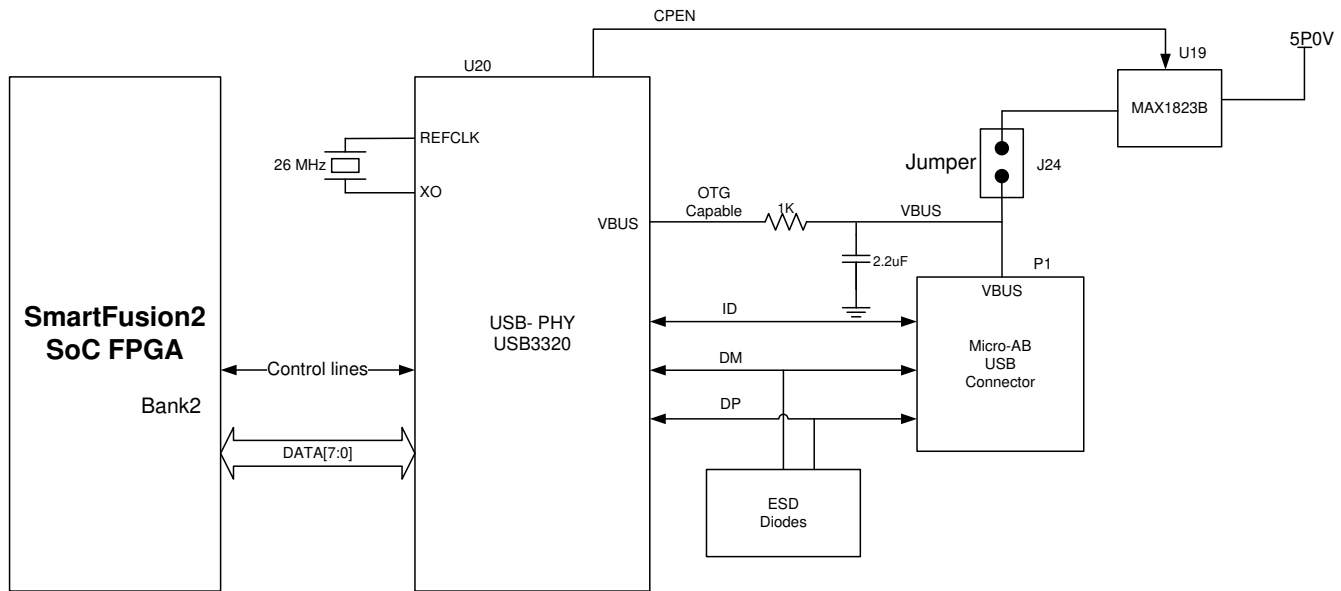 CPEN
5P0V
U19
U20
MAX1823B
REFCLK
26 MHz
XO
Jumper
J24
OTG
Capable
1K
VBUS
VBUS
2.2uF
P1
VBUS
SmartFusion2
SoC FPGA
USB- PHY
USB3320
ID
Micro-AB
USB
Connector
DM
Control lines
Bank2
DP
DATA[7:0]
ESD
Diodes